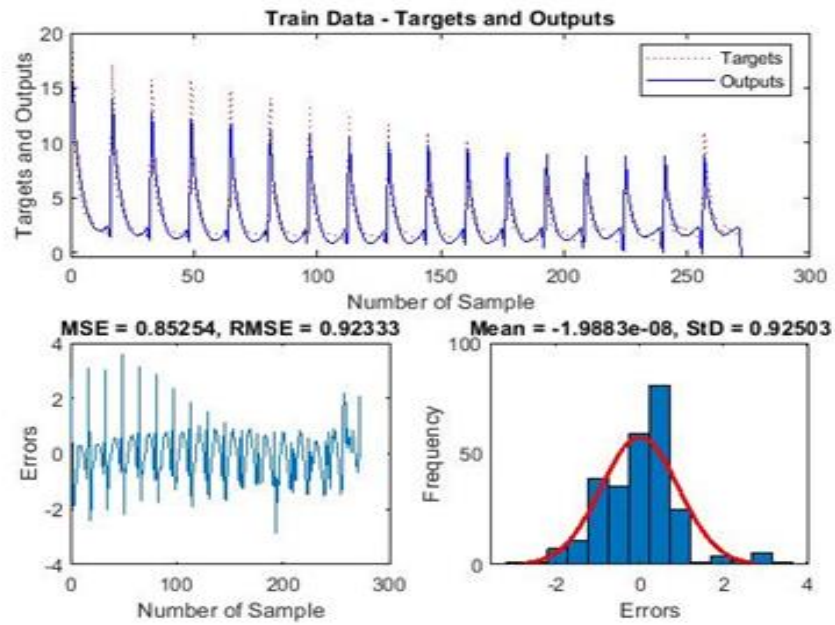 Train Data - Targets and Outputs
Targets and Outputs
20
15
10
5
0
Targets
Outputs
0 50 100 150 200 250 300
Number of Sample
MSE = 0.85254, RMSE = 0.92333
Errors
4
2
0
-2
-4
0 100 200 300
Number of Sample
Mean = -1.9883e-08, StD = 0.92503
Frequency
100
50
0
-2 0 2 4
Errors